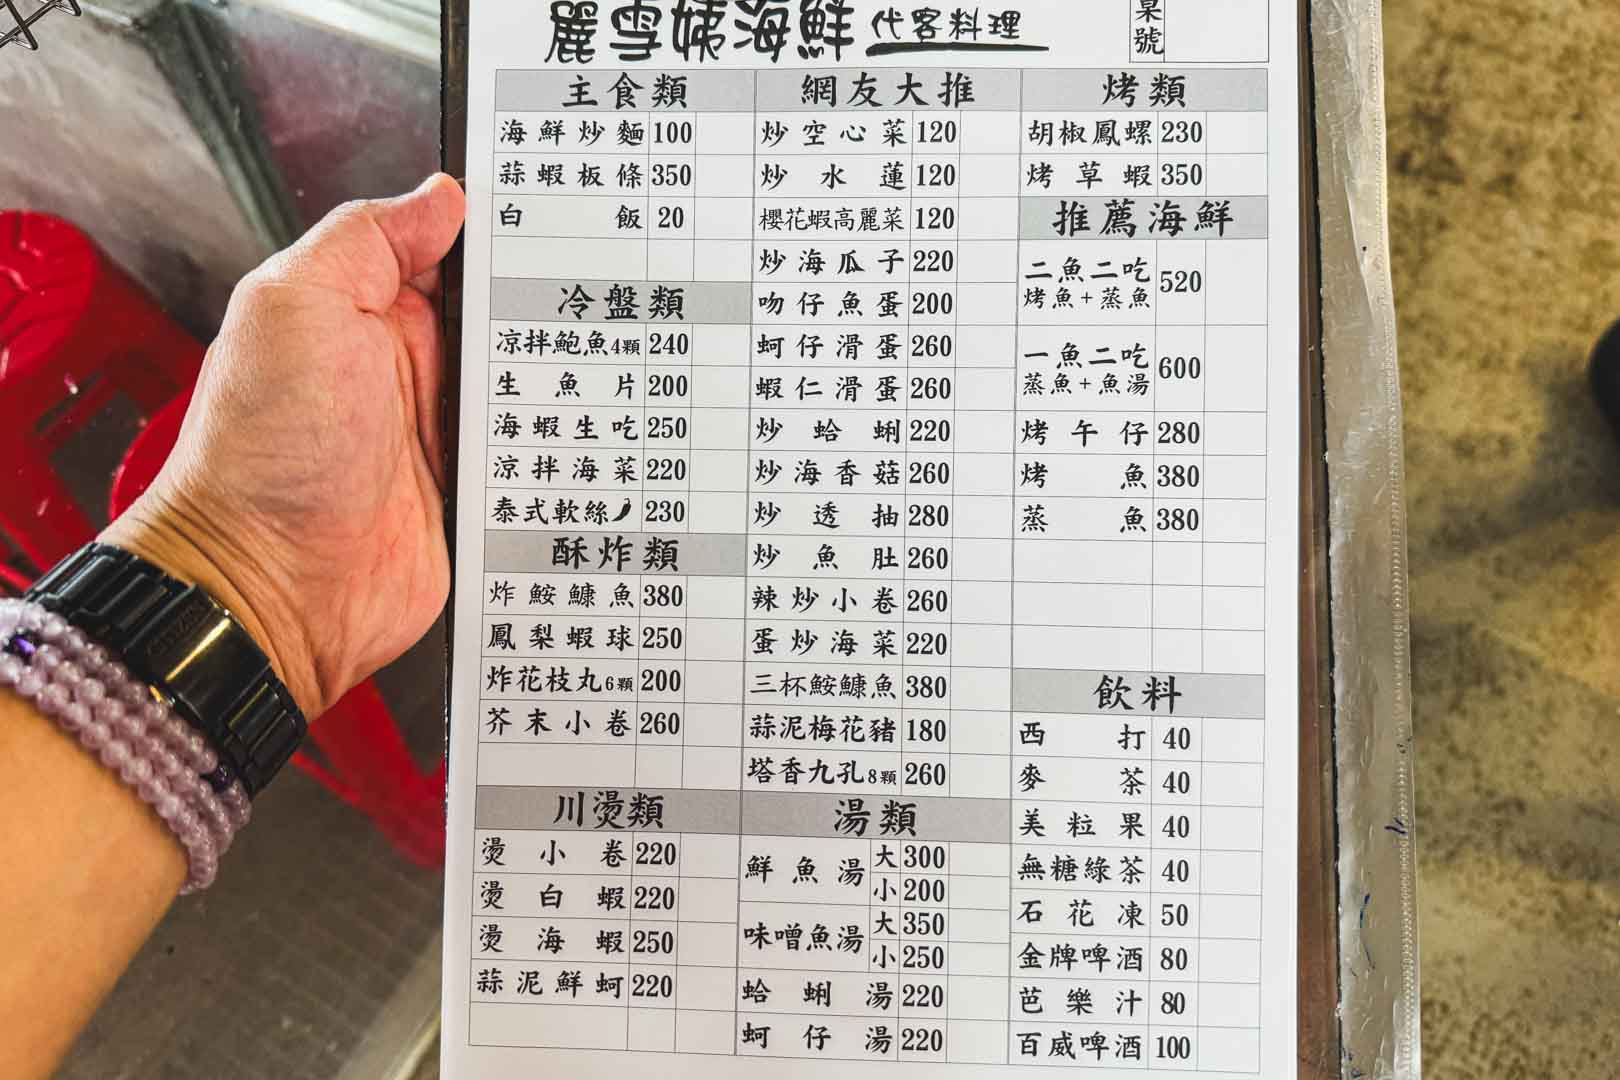 麗雪姨海鮮 代客料理
桌號
主食類
海鮮炒麵 100
蒜蝦板條 350
白飯 20
冷盤類
凉拌鮑魚4顆 240
生魚片 200
海蝦生吃 250
涼拌海菜 220
泰式軟絲 230
酥炸類
炸鮟鱇魚 380
鳳梨蝦球 250
炸花枝丸6顆 200
芥末小卷 260
川燙類
燙小卷 220
燙白蝦 220
燙海蝦 250
蒜泥鮮蚵 220
網友大推
炒空心菜 120
炒水蓮 120
櫻花蝦高麗菜 120
炒海瓜子 220
吻仔魚蛋 200
蚵仔滑蛋 260
蝦仁滑蛋 260
炒蛤蜊 220
炒海香菇 260
炒透抽 280
炒魚肚 260
辣炒小卷 260
蛋炒海菜 220
三杯鮟鱇魚 380
蒜泥梅花豬 180
塔香九孔8顆 260
湯類
鮮魚湯 大 300
小 200
味噌魚湯 大 350
小 250
蛤蜊湯 220
蚵仔湯 220
烤類
胡椒鳳螺 230
烤草蝦 350
推薦海鮮
二魚二吃 520
烤魚+蒸魚
一魚二吃 600
蒸魚+魚湯
烤午仔 280
烤魚 380
蒸魚 380
飲料
西打 40
麥茶 40
美粒果 40
無糖綠茶 40
石花凍 50
金牌啤酒 80
芭樂汁 80
百威啤酒 100